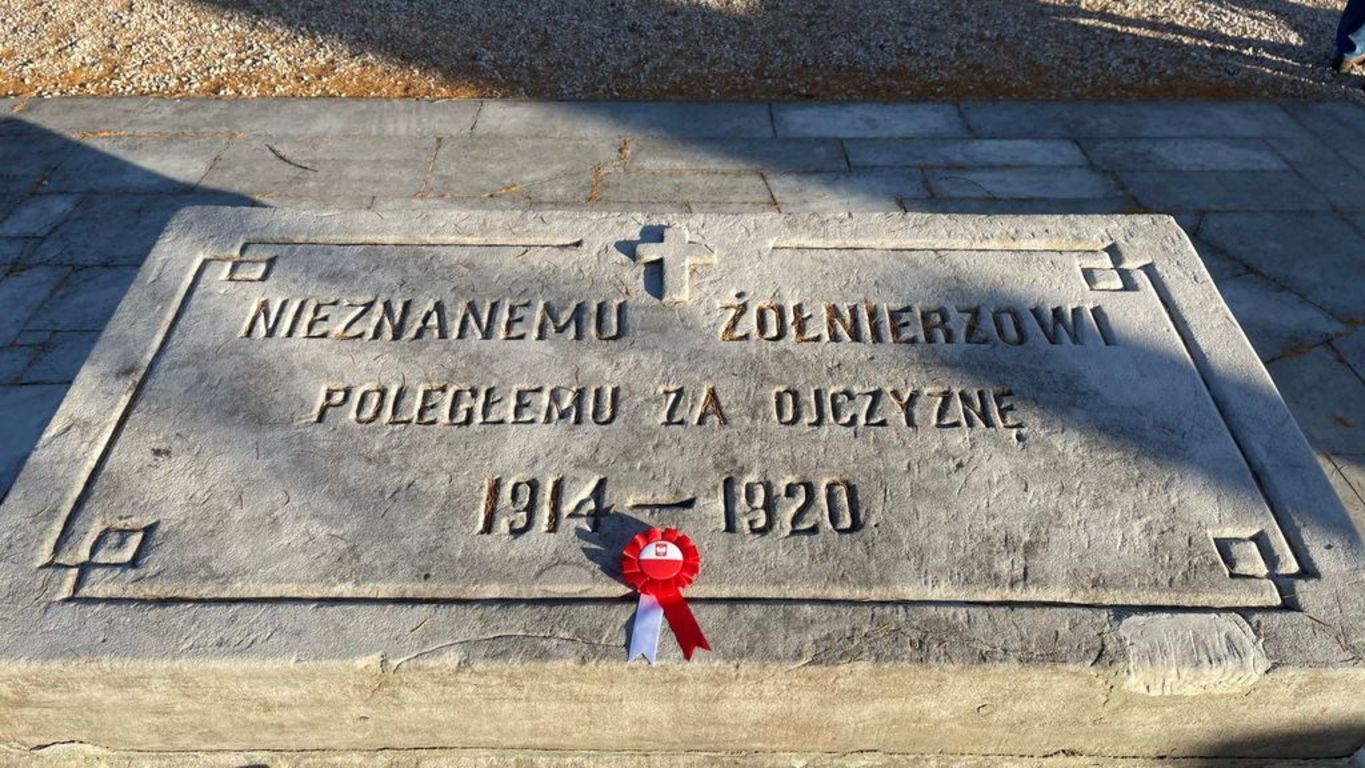 NIEZNANEMU ŻOŁNIERZOWI
POLEGŁEMU ZA OJCZYZNĘ
1914 — 1920